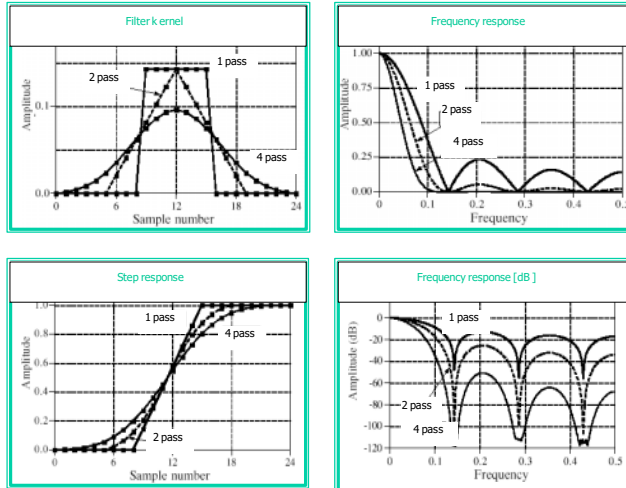 Filter k ernel
1 pass
2 pass
4 pass
Amplitude
0.1
0.0
0 6 12 18 24
Sample number
Frequency response
1.00
0.75
0.50
0.25
0.00
1 pass
2 pass
4 pass
Amplitude
0 0.1 0.2 0.3 0.4 0.5
Frequency
Step response
1.0
0.8
0.6
0.4
0.2
0.0
1 pass
4 pass
2 pass
Amplitude
0 6 12 18 24
Sample number
Frequency response [dB ]
0
-20
-40
-60
-80
-100
-120
1 pass
2 pass
4 pass
Amplitude (dB)
0 0.1 0.2 0.3 0.4 0.5
Frequency